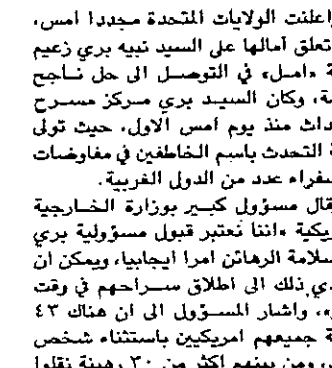 واعلنت الولايات المتحدة مجددا امس،
تعلق آمالها على السيد نبيه بري زعيم
«امل» في التوصل الى حل ناجح
وكان السيد بري مركز مسرح
منذ يوم امس الاول، حيث تولى
التحدث باسم الخاطفين في مفاوضات
سفراء عدد من الدول الغربية.
قال مسؤول كبير بوزارة الخارجية
«اننا نعتبر قبول مسؤولية بري
سلامة الرهائن امرا ايجابيا، ويمكن ان
ذلك الى اطلاق سراحهم في وقت
واشار المسؤول الى ان هناك ٤٣
جميعهم امريكيين باستثناء شخص
ومن بينهم اكثر من ٣٠ رهينة نقلوا